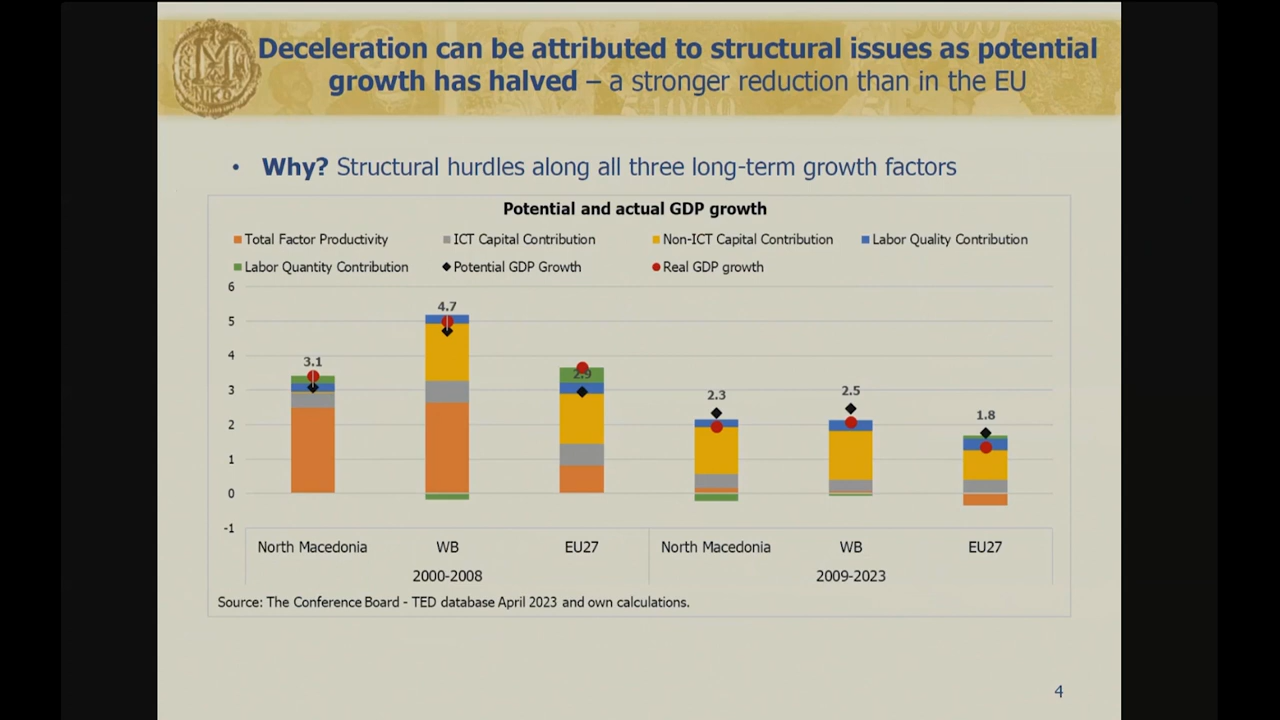 Deceleration can be attributed to structural issues as potential
growth has halved – a stronger reduction than in the EU
• Why? Structural hurdles along all three long-term growth factors
Potential and actual GDP growth
Total Factor Productivity ICT Capital Contribution Non-ICT Capital Contribution Labor Quality Contribution
Labor Quantity Contribution Potential GDP Growth Real GDP growth
6
5
4
3
2
1
0
-1
3.1
4.7
2.9
2.3
2.5
1.8
North Macedonia WB EU27 North Macedonia WB EU27
2000-2008 2009-2023
Source: The Conference Board - TED database April 2023 and own calculations.
4